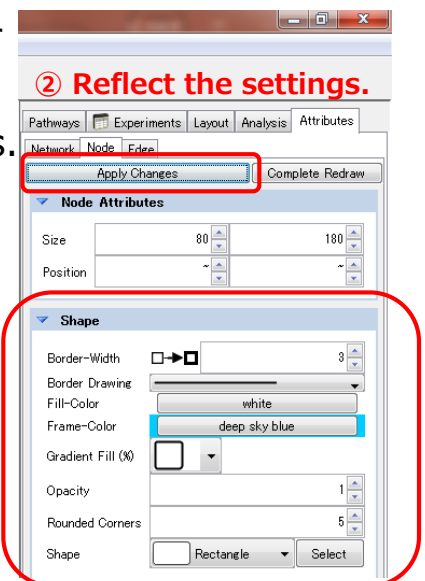 ② Reflect the settings.
s.
Pathways Experiments Layout Analysis Attributes
Network Node Edge
Apply Changes Complete Redraw
Node Attributes
Size 80 180
Position ~ ~
Shape
Border-Width 3
Border Drawing
Fill-Color white
Frame-Color deep sky blue
Gradient Fill (%)
Opacity 1
Rounded Corners 5
Shape Rectangle Select